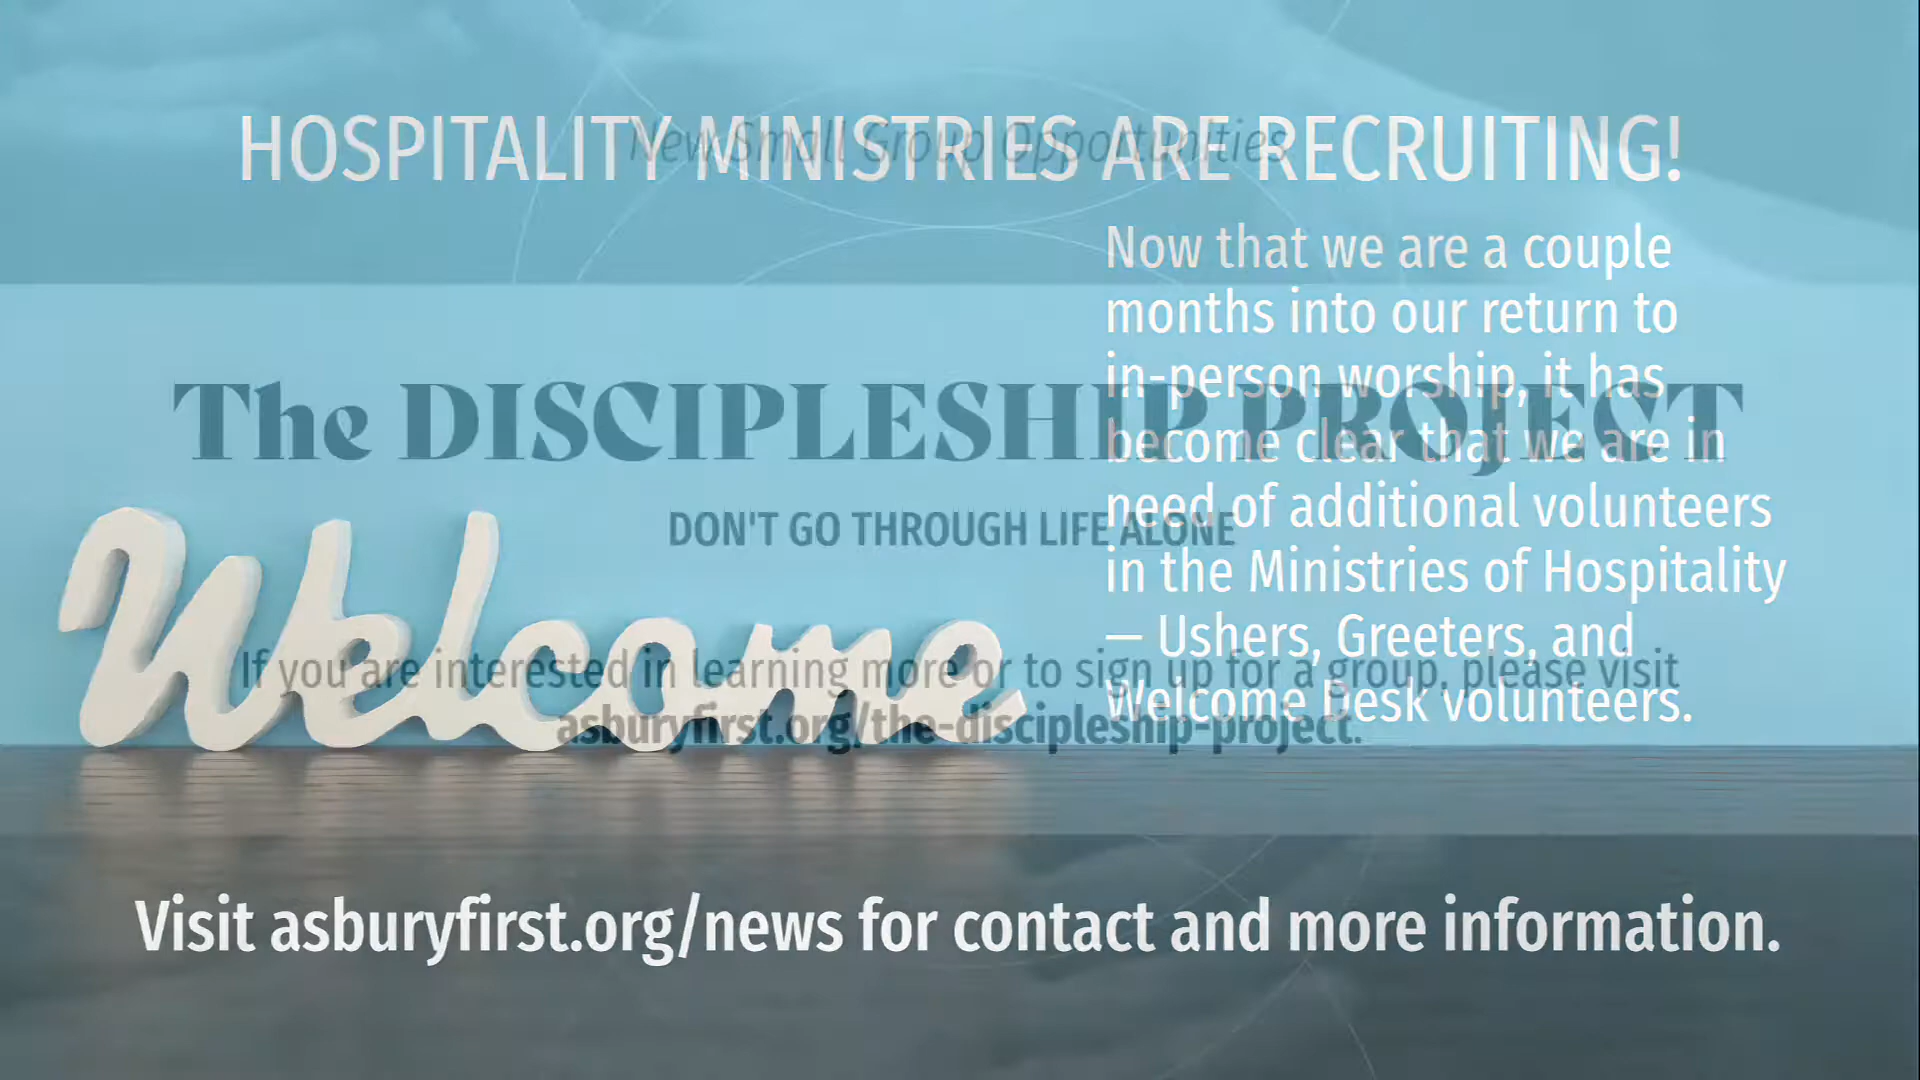 HOSPITALITY MINISTRIES ARE RECRUITING!
New Small Group Opportunities
Now that we are a couple
months into our return to
in-person worship, it has
become clear that we are in
need of additional volunteers
in the Ministries of Hospitality
— Ushers, Greeters, and
Welcome Desk volunteers.
The DISCIPLESHIP PROJECT
DON'T GO THROUGH LIFE ALONE
Welcome
If you are interested in learning more or to sign up for a group, please visit
asburyfirst.org/the-discipleship-project.
Visit asburyfirst.org/news for contact and more information.